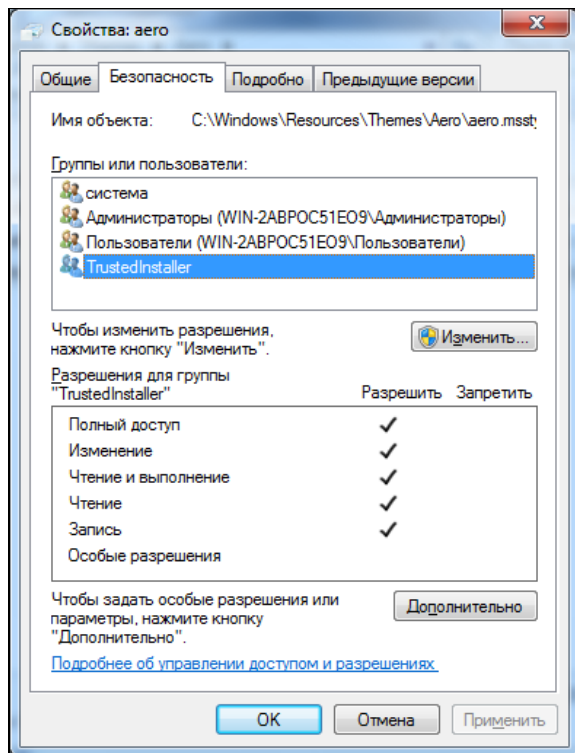 Свойства: aero
Общие Безопасность Подробно Предыдущие версии
Имя объекта: C:\Windows\Resources\Themes\Aero\aero.mssty
Группы или пользователи:
система
Администраторы (WIN-2ABPOC51EO9\Администраторы)
Пользователи (WIN-2ABPOC51EO9\Пользователи)
TrustedInstaller
Чтобы изменить разрешения,
нажмите кнопку "Изменить".
Изменить...
Разрешения для группы
"TrustedInstaller"
Разрешить Запретить
Полный доступ
Изменение
Чтение и выполнение
Чтение
Запись
Особые разрешения
Чтобы задать особые разрешения или
параметры, нажмите кнопку
"Дополнительно".
Дополнительно
Подробнее об управлении доступом и разрешениях
OK Отмена Применить